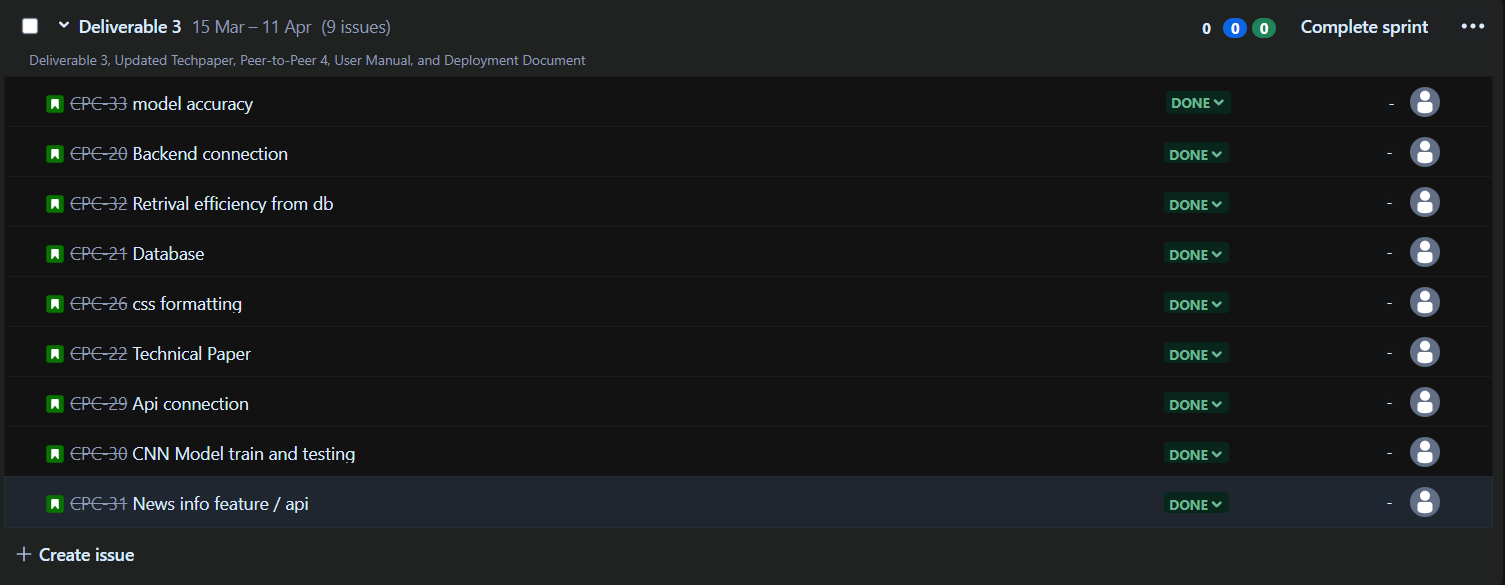 Deliverable 3 15 Mar – 11 Apr (9 issues) 0 0 0 Complete sprint
Deliverable 3, Updated Techpaper, Peer-to-Peer 4, User Manual, and Deployment Document
CPC-33 model accuracy DONE -
CPC-20 Backend connection DONE -
CPC-32 Retrival efficiency from db DONE -
CPC-21 Database DONE -
CPC-26 css formatting DONE -
CPC-22 Technical Paper DONE -
CPC-29 Api connection DONE -
CPC-30 CNN Model train and testing DONE -
CPC-31 News info feature / api DONE -
+ Create issue